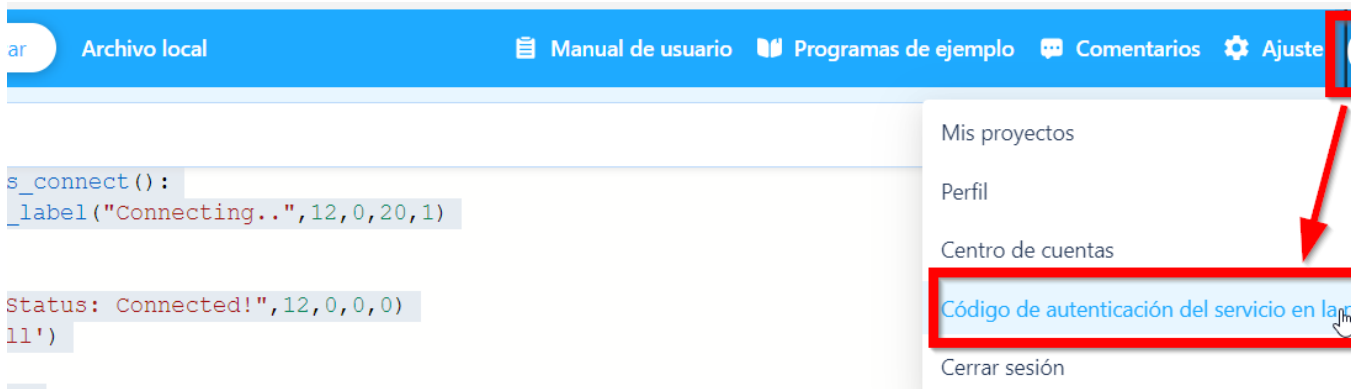 ar Archivo local Manual de usuario Programas de ejemplo Comentarios Ajuste
Mis proyectos
s_connect():
_label("Connecting..",12,0,20,1)
Perfil
Centro de cuentas
Status: Connected!",12,0,0,0)
Código de autenticación del servicio en la
ll')
Cerrar sesión